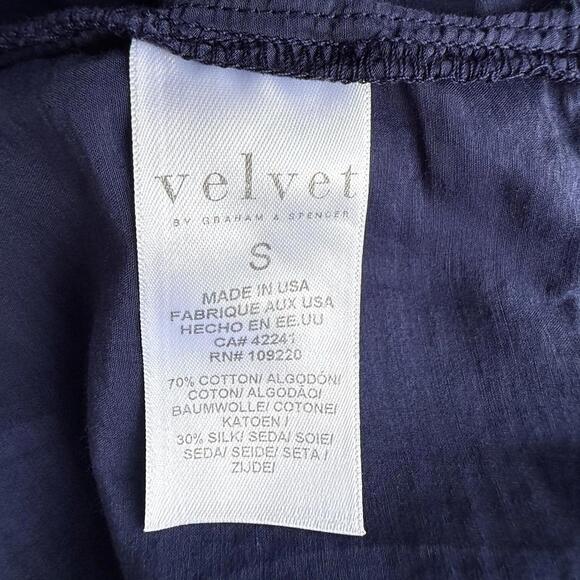 velvet
BY GRAHAM & SPENCER
S
MADE IN USA
FABRIQUE AUX USA
HECHO EN EE.UU
CA# 42241
RN# 109220
70% COTTON/ ALGODÓN/
COTON/ ALGODÃO/
BAUMWOLLE/ COTONE/
KATOEN /
30% SILK/ SEDA/ SOIE/
SEDA/ SEIDE/ SETA /
ZIJDE/